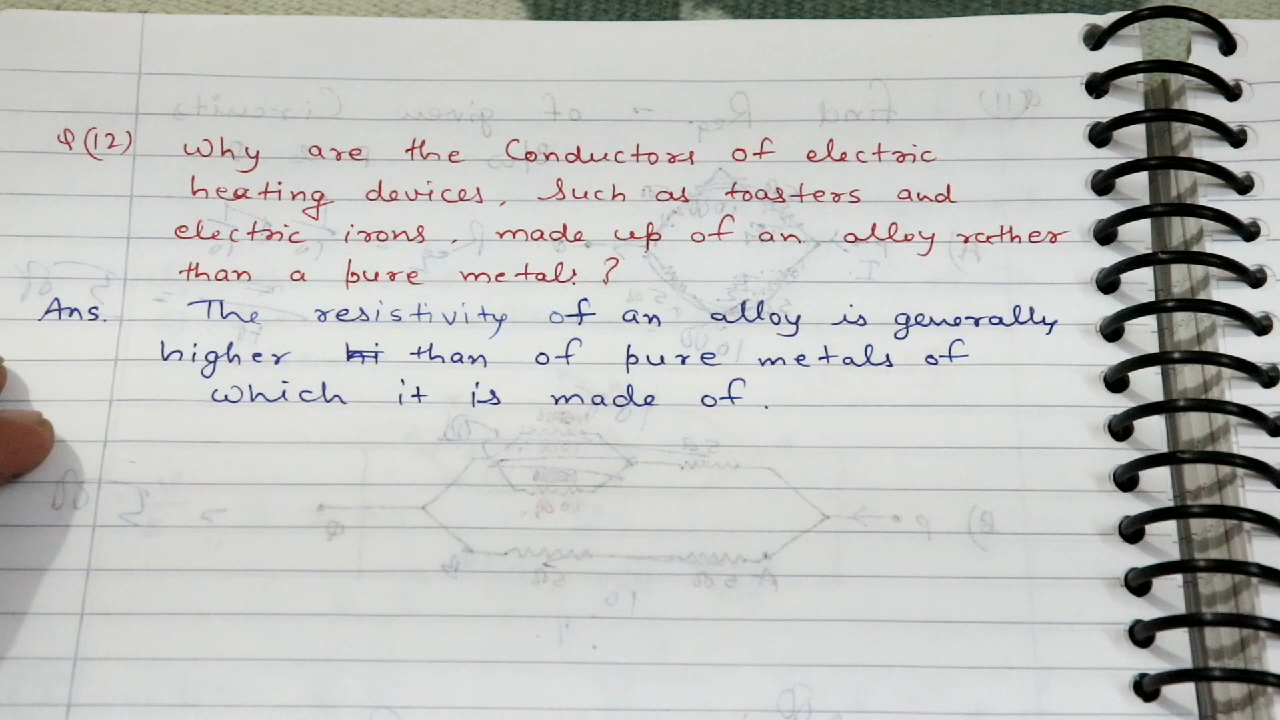 Q(12) Why are the Conductors of electric
heating devices, Such as toasters and
electric irons, made up of an alloy rather
than a pure metal. ?
Ans. The resistivity of an alloy is generally
higher than of pure metals of
which it is made of.